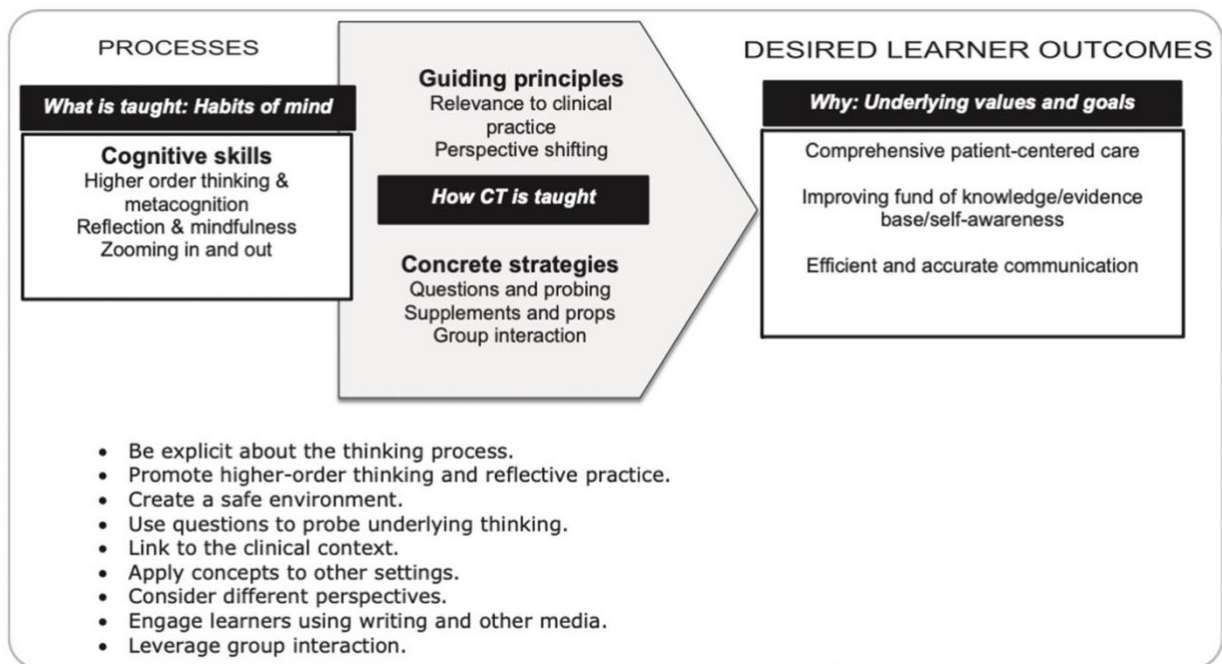 PROCESSES
What is taught: Habits of mind
Cognitive skills
Higher order thinking &
metacognition
Reflection & mindfulness
Zooming in and out
Guiding principles
Relevance to clinical
practice
Perspective shifting
How CT is taught
Concrete strategies
Questions and probing
Supplements and props
Group interaction
DESIRED LEARNER OUTCOMES
Why: Underlying values and goals
Comprehensive patient-centered care
Improving fund of knowledge/evidence
base/self-awareness
Efficient and accurate communication
• Be explicit about the thinking process.
• Promote higher-order thinking and reflective practice.
• Create a safe environment.
• Use questions to probe underlying thinking.
• Link to the clinical context.
• Apply concepts to other settings.
• Consider different perspectives.
• Engage learners using writing and other media.
• Leverage group interaction.